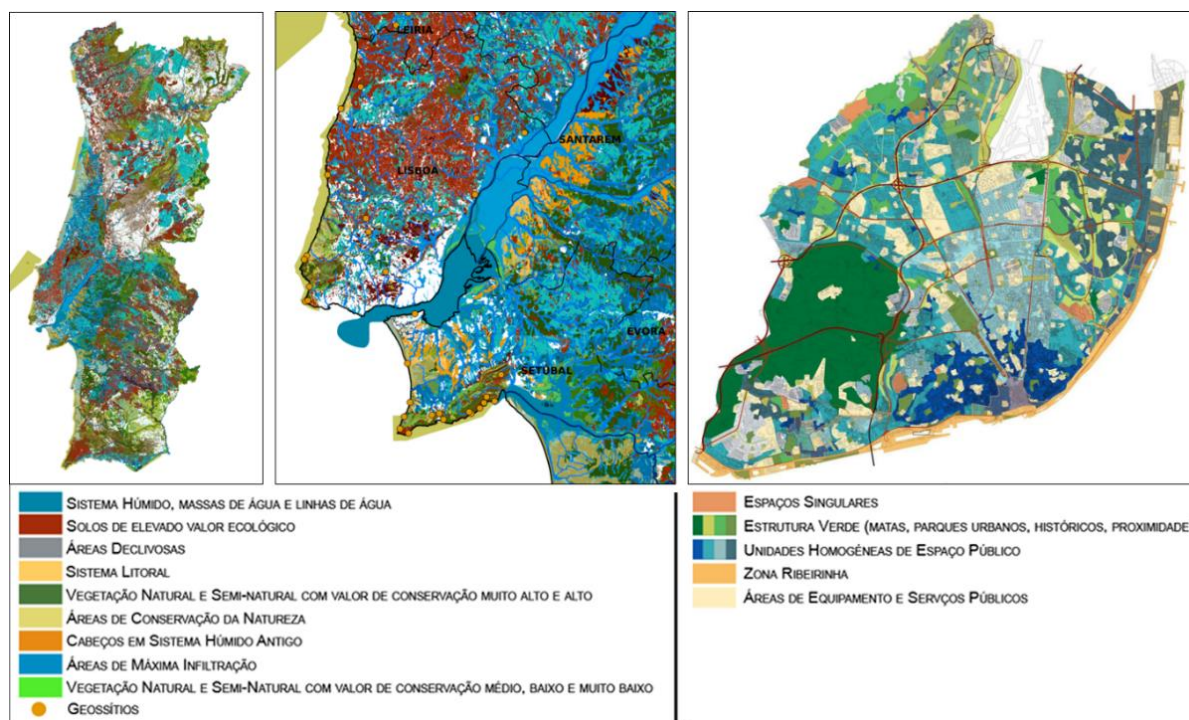 LEIRIA
SANTAREM
LISBOA
EVORA
SETÚBAL
SISTEMA HÚMIDO, MASSAS DE ÁGUA E LINHAS DE ÁGUA
SOLOS DE ELEVADO VALOR ECOLÓGICO
ÁREAS DECLIVOSAS
SISTEMA LITORAL
VEGETAÇÃO NATURAL E SEMI-NATURAL COM VALOR DE CONSERVAÇÃO MUITO ALTO E ALTO
ÁREAS DE CONSERVAÇÃO DA NATUREZA
CABEÇOS EM SISTEMA HÚMIDO ANTIGO
ÁREAS DE MÁXIMA INFILTRAÇÃO
VEGETAÇÃO NATURAL E SEMI-NATURAL COM VALOR DE CONSERVAÇÃO MÉDIO, BAIXO E MUITO BAIXO
GEOSSÍTIOS
ESPAÇOS SINGULARES
ESTRUTURA VERDE (MATAS, PARQUES URBANOS, HISTÓRICOS, PROXIMIDADE
UNIDADES HOMOGÉNEAS DE ESPAÇO PÚBLICO
ZONA RIBEIRINHA
ÁREAS DE EQUIPAMENTO E SERVÇOS PÚBLICOS